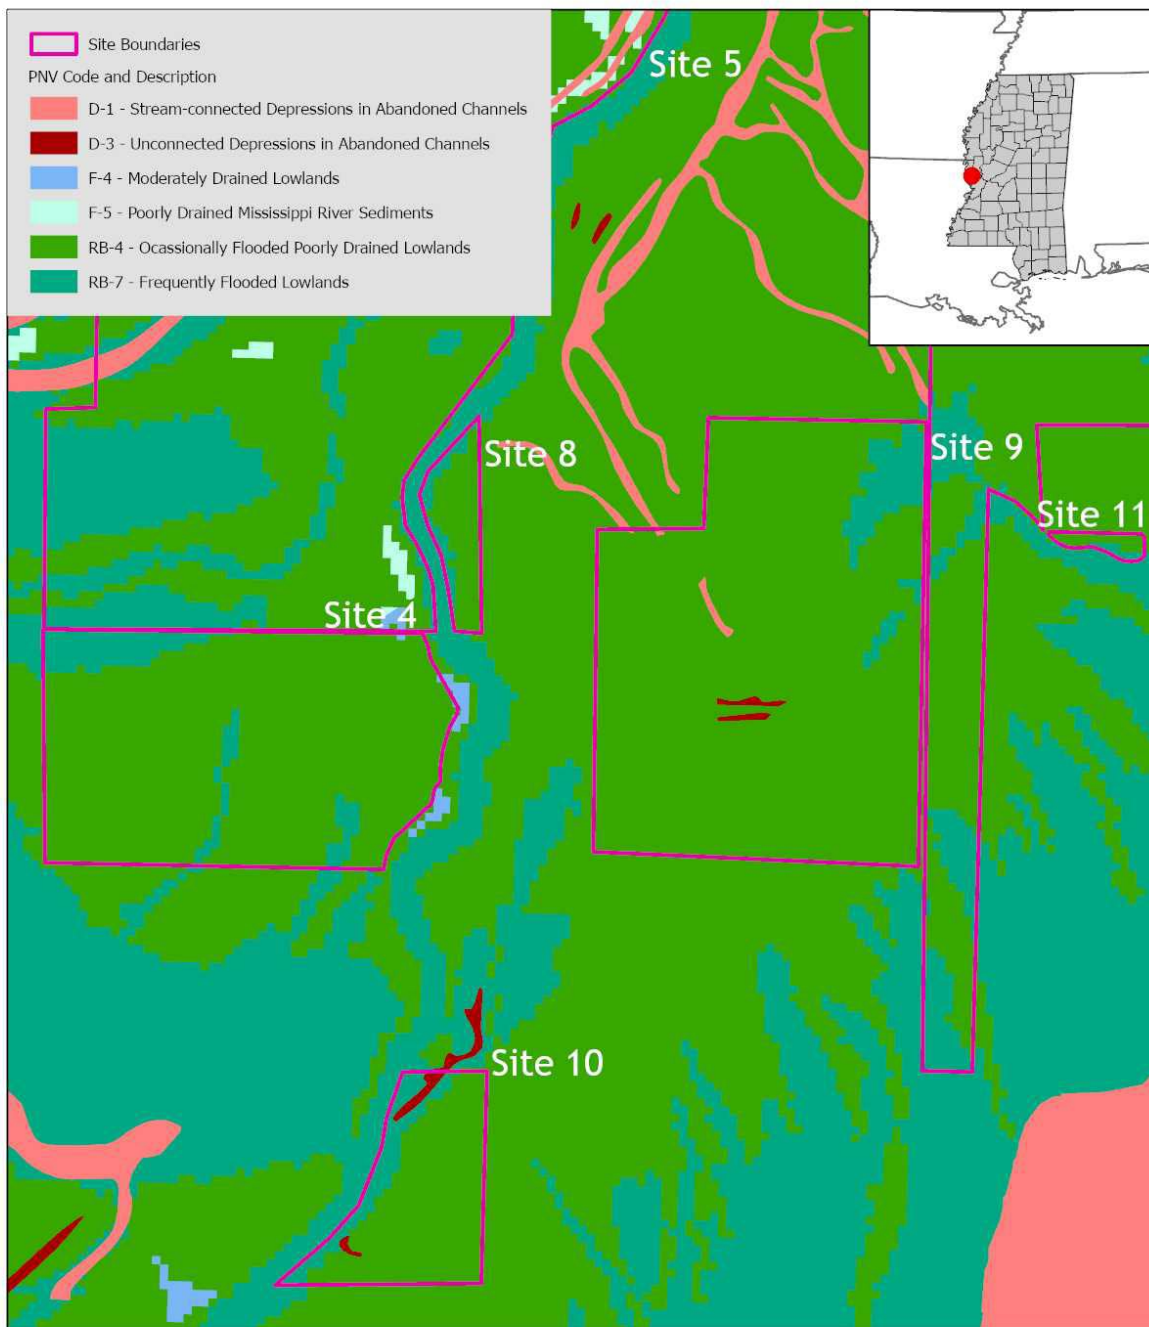 Site Boundaries
PNV Code and Description
D-1 - Stream-connected Depressions in Abandoned Channels
D-3 - Unconnected Depressions in Abandoned Channels
F-4 - Moderately Drained Lowlands
F-5 - Poorly Drained Mississippi River Sediments
RB-4 - Ocassionally Flooded Poorly Drained Lowlands
RB-7 - Frequently Flooded Lowlands
Site 5
Site 8
Site 9
Site 11
Site 4
Site 10